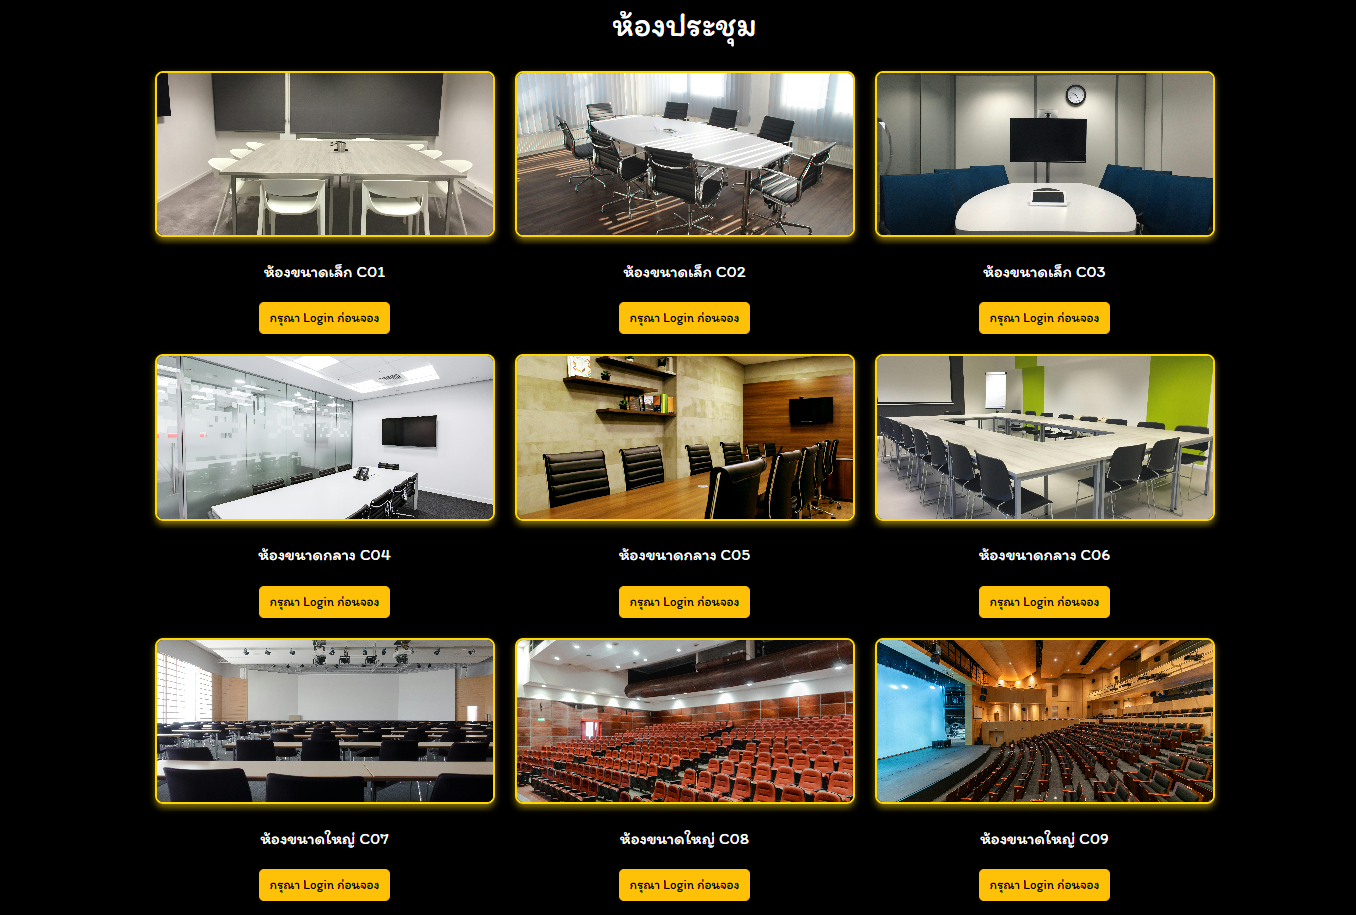 ห้องประชุม
ห้องขนาดเล็ก C01
ห้องขนาดเล็ก C02
ห้องขนาดเล็ก C03
กรุณา Login ก่อนจอง
กรุณา Login ก่อนจอง
กรุณา Login ก่อนจอง
ห้องขนาดกลาง C04
ห้องขนาดกลาง C05
ห้องขนาดกลาง C06
กรุณา Login ก่อนจอง
กรุณา Login ก่อนจอง
กรุณา Login ก่อนจอง
ห้องขนาดใหญ่ C07
ห้องขนาดใหญ่ C08
ห้องขนาดใหญ่ C09
กรุณา Login ก่อนจอง
กรุณา Login ก่อนจอง
กรุณา Login ก่อนจอง